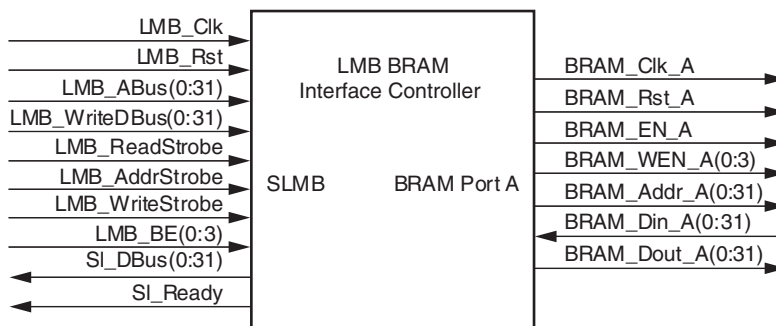 LMB_Clk
LMB_Rst
LMB_ABus(0:31)
LMB_WriteDBus(0:31)
LMB_ReadStrobe
LMB_AddrStrobe
LMB_WriteStrobe
LMB_BE(0:3)
Sl_DBus(0:31)
Sl_Ready
LMB BRAM
Interface Controller
SLMB
BRAM Port A
BRAM_Clk_A
BRAM_Rst_A
BRAM_EN_A
BRAM_WEN_A(0:3)
BRAM_Addr_A(0:31)
BRAM_Din_A(0:31)
BRAM_Dout_A(0:31)